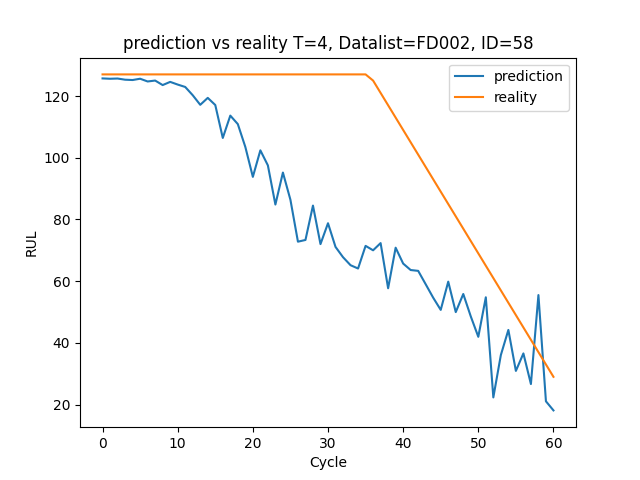 prediction vs reality T=4, Datalist=FD002, ID=58
prediction
reality
120
100
80
60
40
20
RUL
0 10 20 30 40 50 60
Cycle